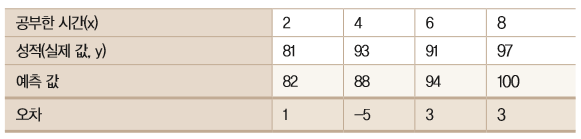 공부한 시간(x) 2 4 6 8
성적(실제 값, y) 81 93 91 97
예측 값 82 88 94 100
오차 1 -5 3 3